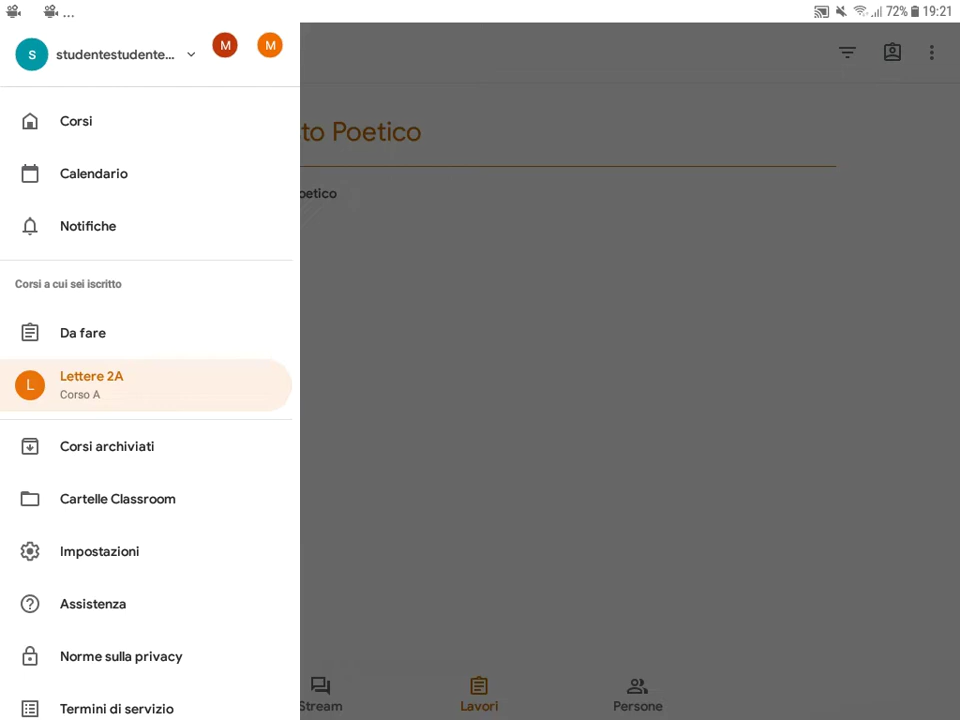 ... 72% 19:21
s studentestudente... M M
Corsi
to Poetico
Calendario
oetico
Notifiche
Corsi a cui sei iscritto
Da fare
L Lettere 2A
Corso A
Corsi archiviati
Cartelle Classroom
Impostazioni
Assistenza
Norme sulla privacy
Termini di servizio
Stream Lavori Persone